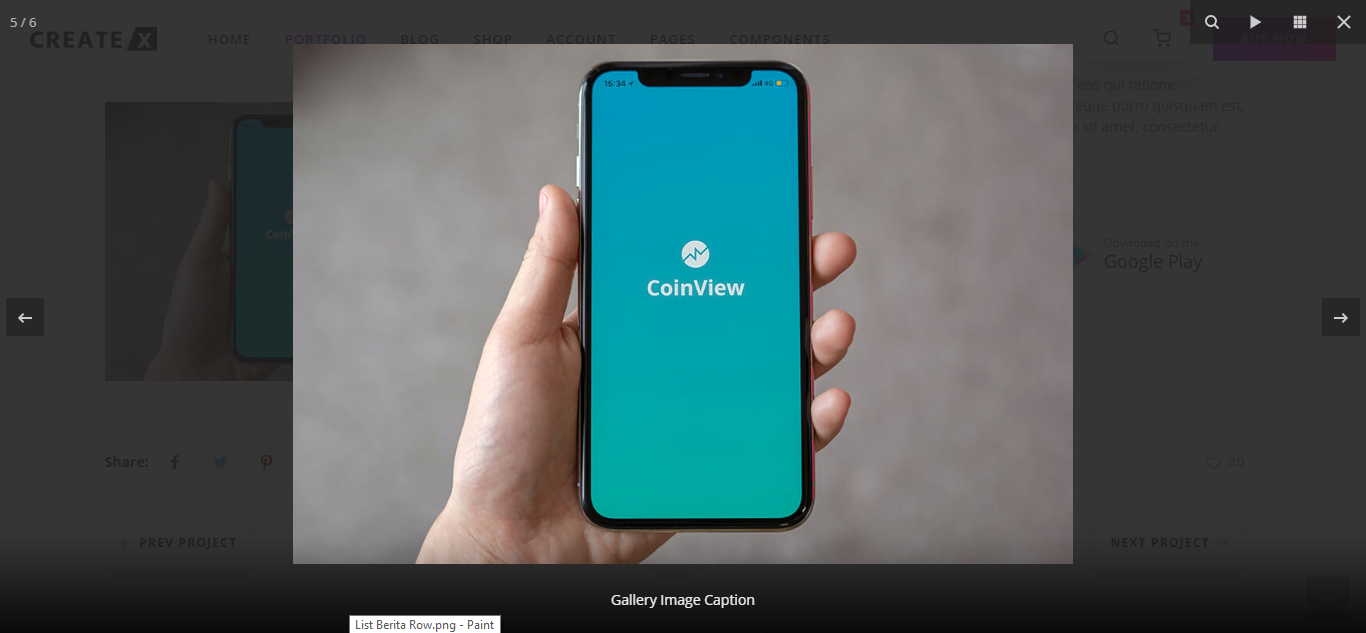 5 / 6
CREATE X
HOME PORTFOLIO BLOG SHOP ACCOUNT PAGES COMPONENTS
3
BUY NOW
eos qui ratione
eque porro quisquam est,
r sit amet, consectetur,
15:34
4G
CoinView
Download on the
Google Play
Share:
40
PREV PROJECT
NEXT PROJECT
Gallery Image Caption
List Berita Row.png - Paint